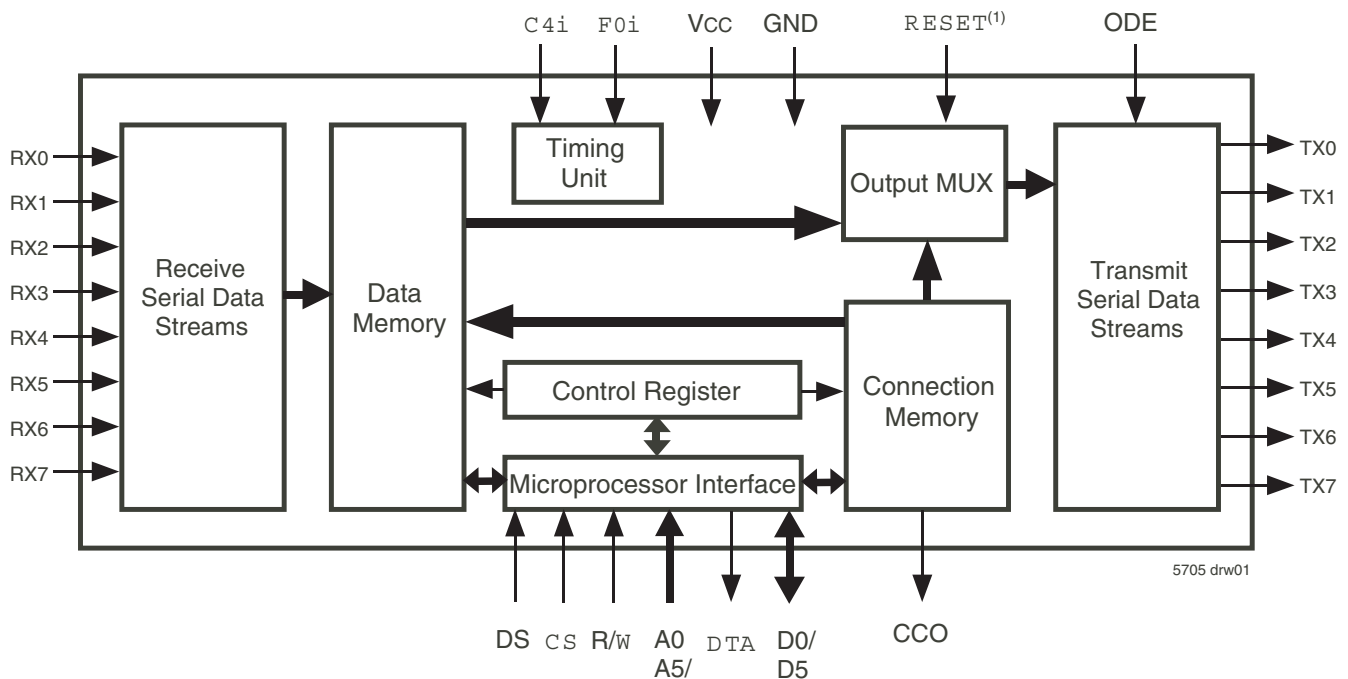 C4i F0i Vcc GND RESET(1) ODE
RX0
RX1
RX2
RX3
RX4
RX5
RX6
RX7
Receive
Serial Data
Streams
Data
Memory
Timing
Unit
Output MUX
Control Register
Microprocessor Interface
Connection
Memory
Transmit
Serial Data
Streams
TX0
TX1
TX2
TX3
TX4
TX5
TX6
TX7
5705 drw01
DS CS R/W A0 DTA D0/ CCO
A5/ D5